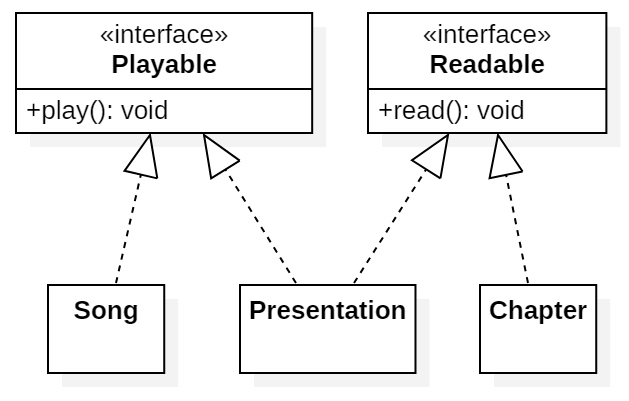 «interface»
Playable
+play(): void
«interface»
Readable
+read(): void
Song
Presentation
Chapter